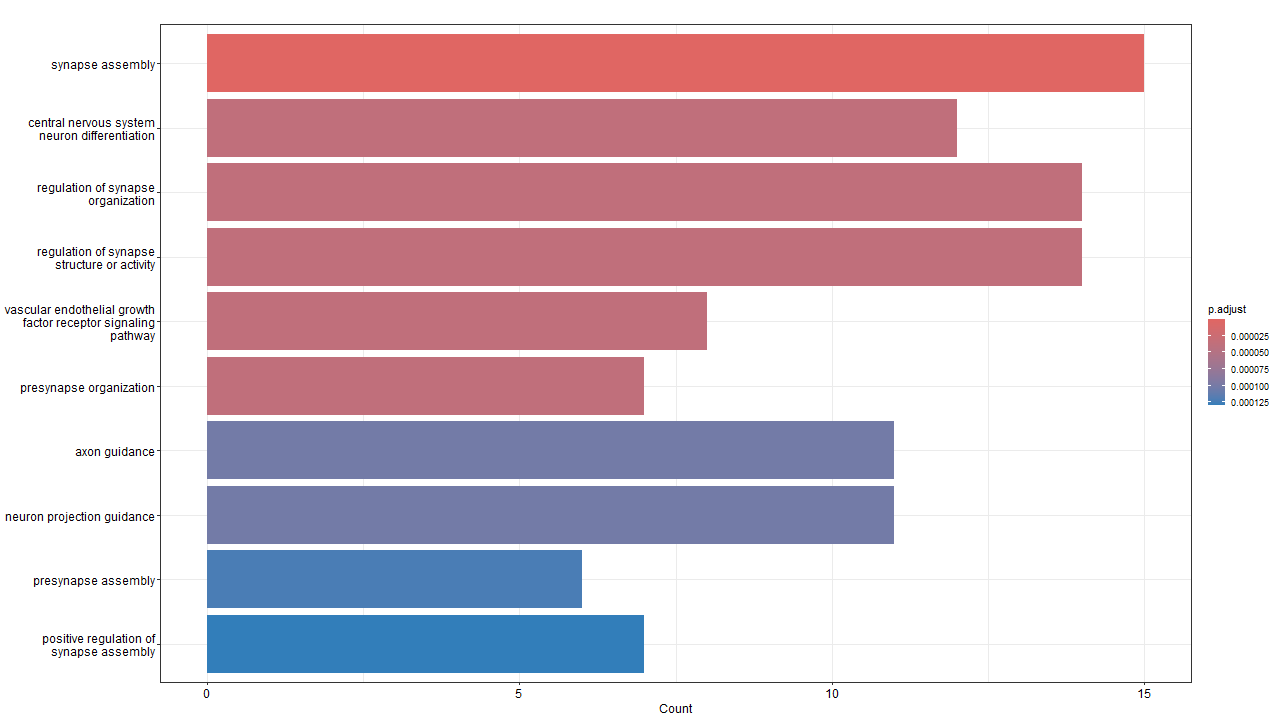 synapse assembly
central nervous system
neuron differentiation
regulation of synapse
organization
regulation of synapse
structure or activity
vascular endothelial growth
factor receptor signaling
pathway
presynapse organization
axon guidance
neuron projection guidance
presynapse assembly
positive regulation of
synapse assembly
0
5
10
15
Count
p.adjust
0.000025
0.000050
0.000075
0.000100
0.000125